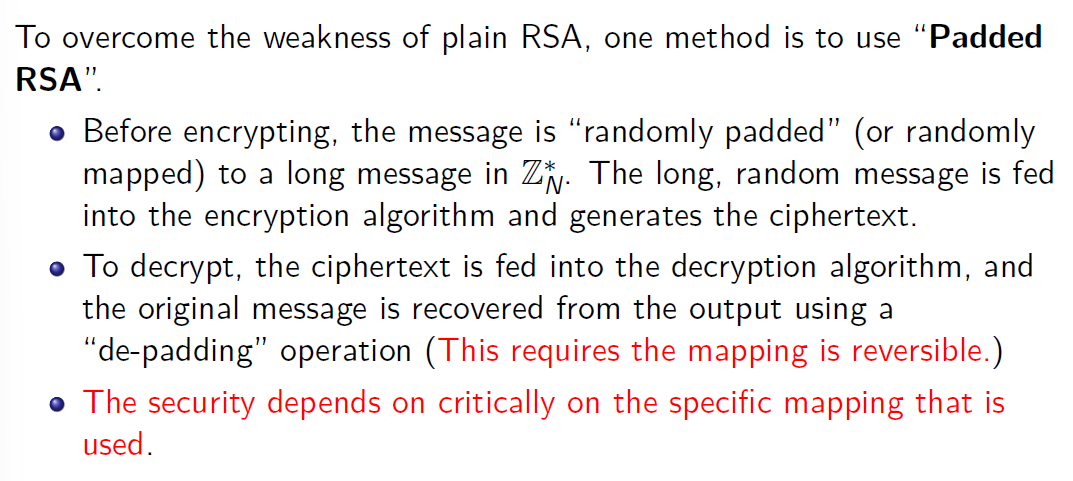 To overcome the weakness of plain RSA, one method is to use “Padded
RSA”.
Before encrypting, the message is “randomly padded” (or randomly
mapped) to a long message in ℤ*_N. The long, random message is fed
into the encryption algorithm and generates the ciphertext.
To decrypt, the ciphertext is fed into the decryption algorithm, and
the original message is recovered from the output using a
“de-padding” operation (This requires the mapping is reversible.)
The security depends on critically on the specific mapping that is
used.